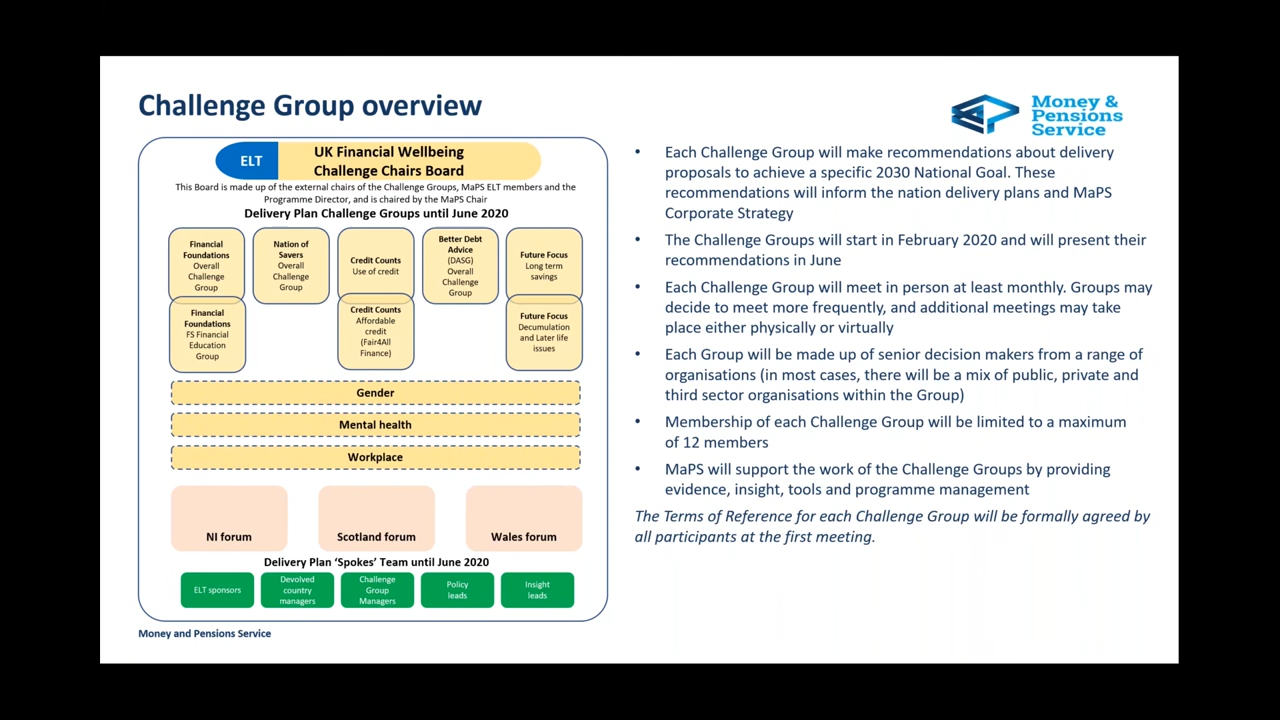 Challenge Group overview
Money &
Pensions
Service
ELT
UK Financial Wellbeing
Challenge Chairs Board
This Board is made up of the external chairs of the Challenge Groups, MaPS ELT members and the
Programme Director, and is chaired by the MaPS Chair
Delivery Plan Challenge Groups until June 2020
Financial
Foundations
Overall
Challenge
Group
Nation of
Savers
Overall
Challenge
Group
Credit Counts
Use of credit
Better Debt
Advice
(DASG)
Overall
Challenge
Group
Future Focus
Long term
savings
Financial
Foundations
FS Financial
Education
Group
Credit Counts
Affordable
credit
(Fair4All
Finance)
Future Focus
Decumulation
and Later life
issues
Gender
Mental health
Workplace
NI forum
Scotland forum
Wales forum
Delivery Plan ‘Spokes’ Team until June 2020
ELT sponsors
Devolved
country
managers
Challenge
Group
Managers
Policy
leads
Insight
leads
Money and Pensions Service
• Each Challenge Group will make recommendations about delivery
proposals to achieve a specific 2030 National Goal. These
recommendations will inform the nation delivery plans and MaPS
Corporate Strategy
• The Challenge Groups will start in February 2020 and will present their
recommendations in June
• Each Challenge Group will meet in person at least monthly. Groups may
decide to meet more frequently, and additional meetings may take
place either physically or virtually
• Each Group will be made up of senior decision makers from a range of
organisations (in most cases, there will be a mix of public, private and
third sector organisations within the Group)
• Membership of each Challenge Group will be limited to a maximum
of 12 members
• MaPS will support the work of the Challenge Groups by providing
evidence, insight, tools and programme management
The Terms of Reference for each Challenge Group will be formally agreed by
all participants at the first meeting.